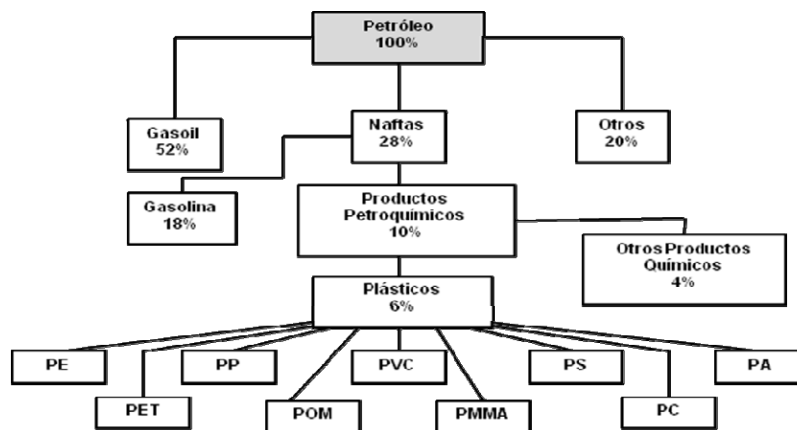 Petróleo
100%
Gasoil
52%
Naftas
28%
Otros
20%
Gasolina
18%
Productos
Petroquímicos
10%
Otros Productos
Químicos
4%
Plásticos
6%
PE
PP
PVC
PS
PA
PET
POM
PMMA
PC